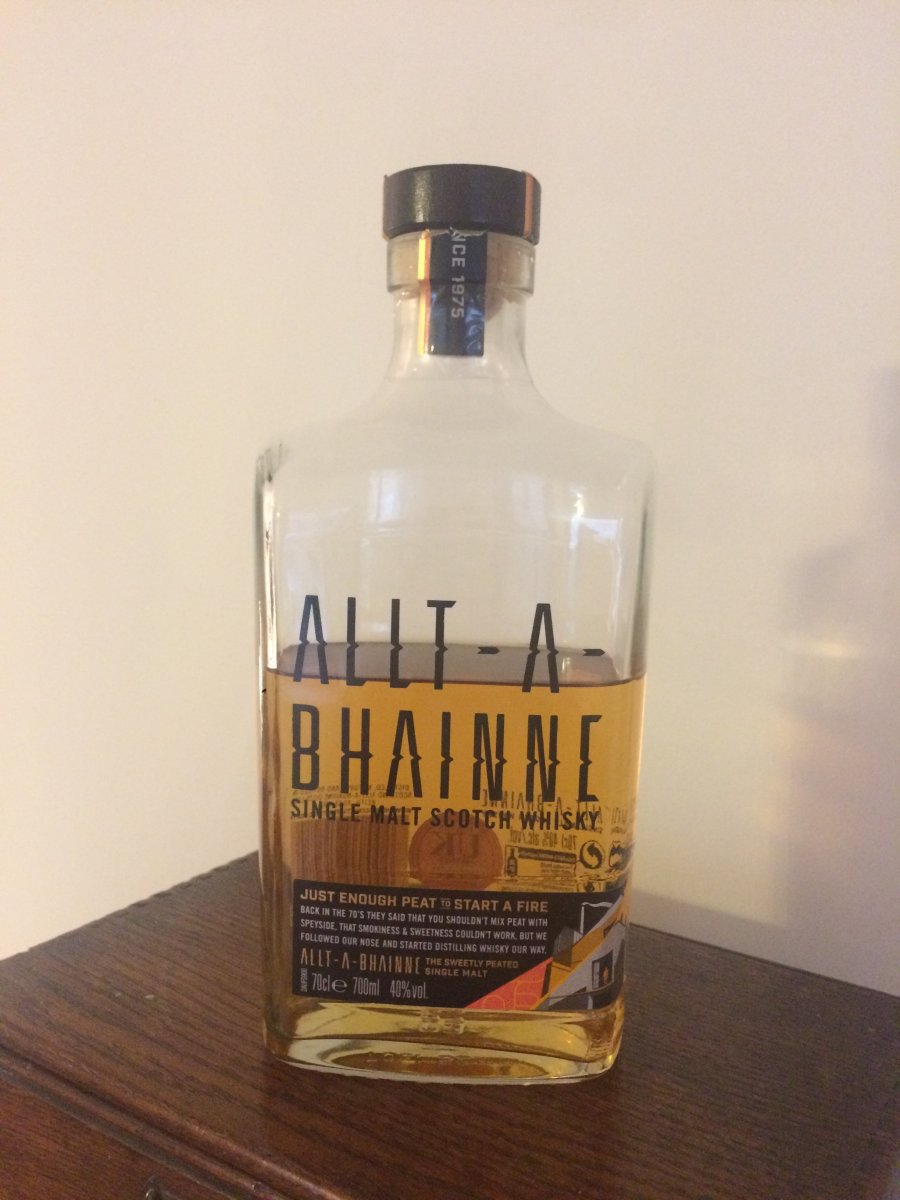 NCE 1975
ALLT-A-
BHAINNE
SINGLE MALT SCOTCH WHISKY
JUST ENOUGH PEAT TO START A FIRE
BACK IN THE 70'S THEY SAID THAT YOU SHOULDN'T MIX PEAT WITH
SPEYSIDE. THAT SMOKINESS & SWEETNESS COULDN'T WORK, BUT WE
FOLLOWED OUR NOSE AND STARTED DISTILLING WHISKY OUR WAY.
ALLT-A-BHAINNE THE SWEETLY PEATED
SINGLE MALT
70cl℮ 700ml 40%vol.